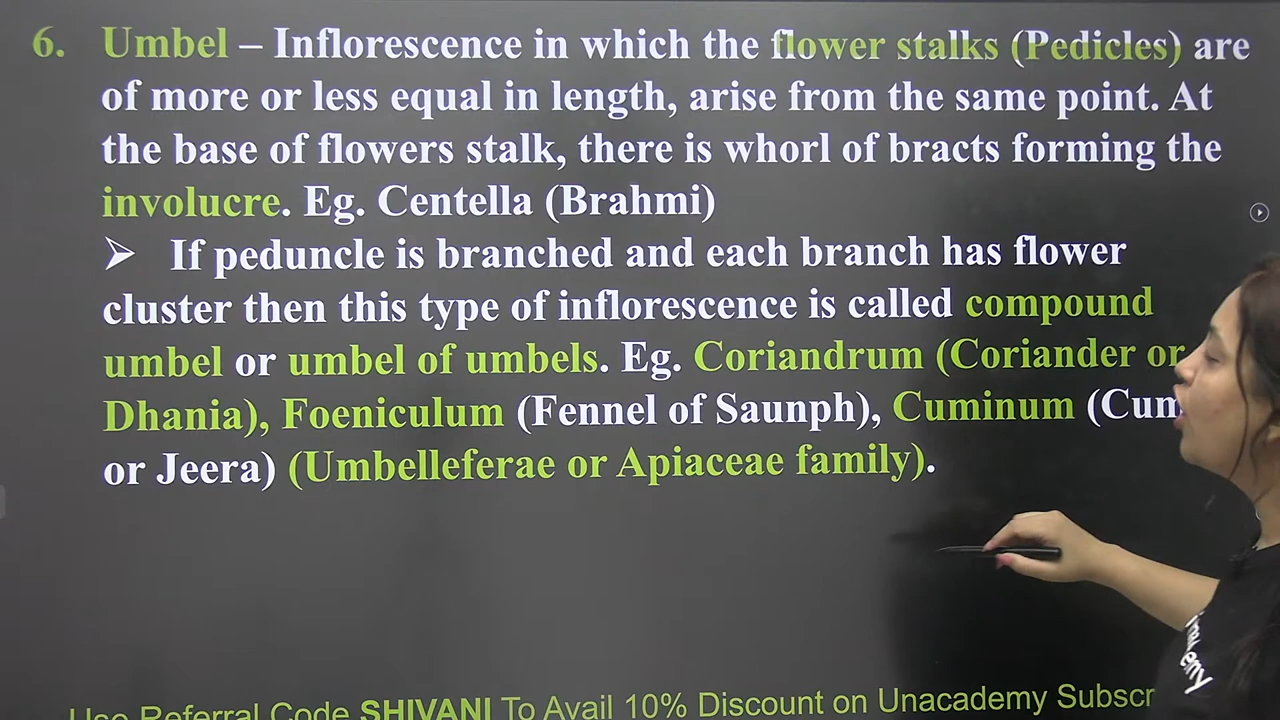 6. Umbel – Inflorescence in which the flower stalks (Pedicles) are
of more or less equal in length, arise from the same point. At
the base of flowers stalk, there is whorl of bracts forming the
involucre. Eg. Centella (Brahmi)
➢ If peduncle is branched and each branch has flower
cluster then this type of inflorescence is called compound
umbel or umbel of umbels. Eg. Coriandrum (Coriander or
Dhania), Foeniculum (Fennel of Saunph), Cuminum (Cum
or Jeera) (Umbelleferae or Apiaceae family).
Use Referral Code SHIVANI To Avail 10% Discount on Unacademy Subscr